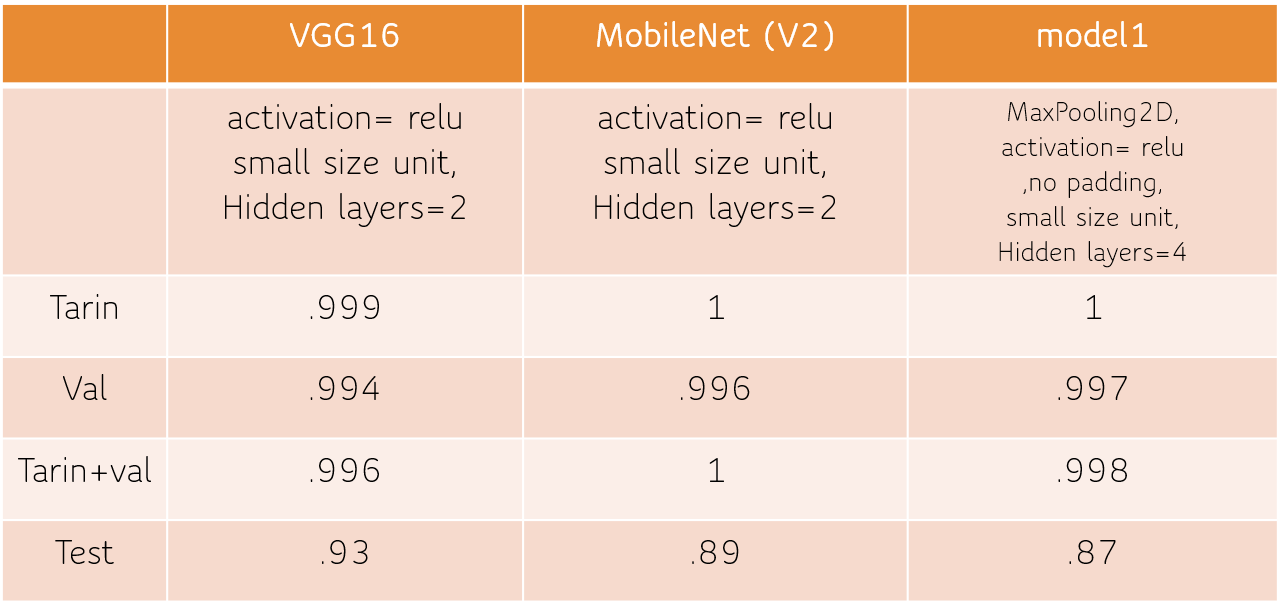 VGG16 MobileNet (V2) model1
activation= relu
small size unit,
Hidden layers=2
activation= relu
small size unit,
Hidden layers=2
MaxPooling2D,
activation= relu
,no padding,
small size unit,
Hidden layers=4
Tarin .999 1 1
Val .994 .996 .997
Tarin+val .996 1 .998
Test .93 .89 .87